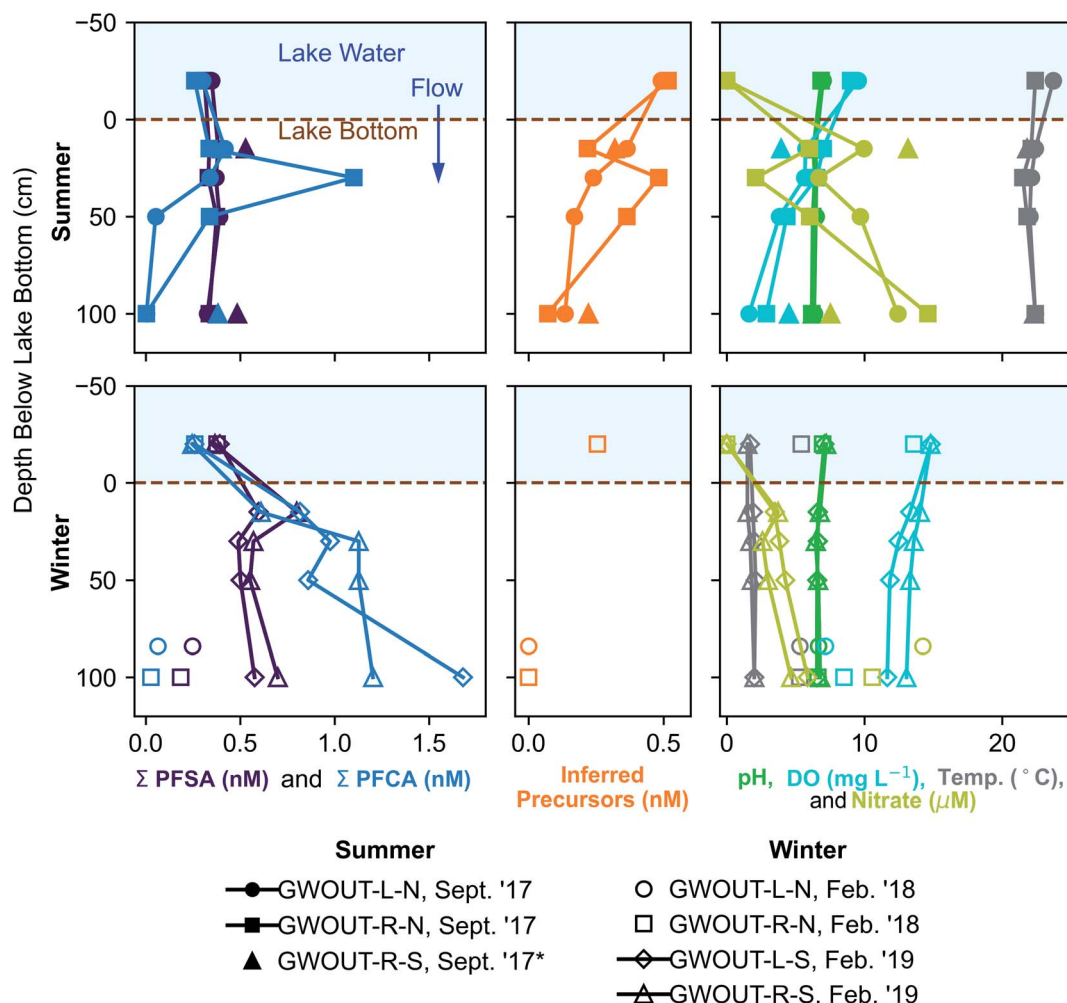 Depth Below Lake Bottom (cm)
Summer
−50
0
50
100
Lake Water
Flow
Lake Bottom
Winter
−50
0
50
100
0.0 0.5 1.0 1.5
0.0 0.5
0 10 20
Σ PFSA (nM) and Σ PFCA (nM)
Inferred
Precursors (nM)
pH, DO (mg L⁻¹), Temp. (°C),
and Nitrate (μM)
Summer
GWOUT-L-N, Sept. '17
GWOUT-R-N, Sept. '17
GWOUT-R-S, Sept. '17*
Winter
GWOUT-L-N, Feb. '18
GWOUT-R-N, Feb. '18
GWOUT-L-S, Feb. '19
GWOUT-R-S, Feb. '19